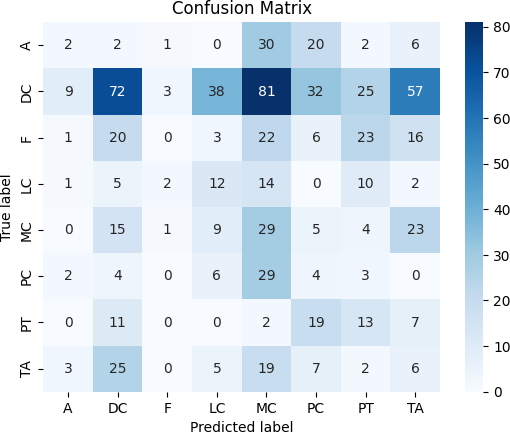 Confusion Matrix
True label
A 2 2 1 0 30 20 2 6
DC 9 72 3 38 81 32 25 57
F 1 20 0 3 22 6 23 16
LC 1 5 2 12 14 0 10 2
MC 0 15 1 9 29 5 4 23
PC 2 4 0 6 29 4 3 0
PT 0 11 0 0 2 19 13 7
TA 3 25 0 5 19 7 2 6
A DC F LC MC PC PT TA
Predicted label
80
70
60
50
40
30
20
10
0